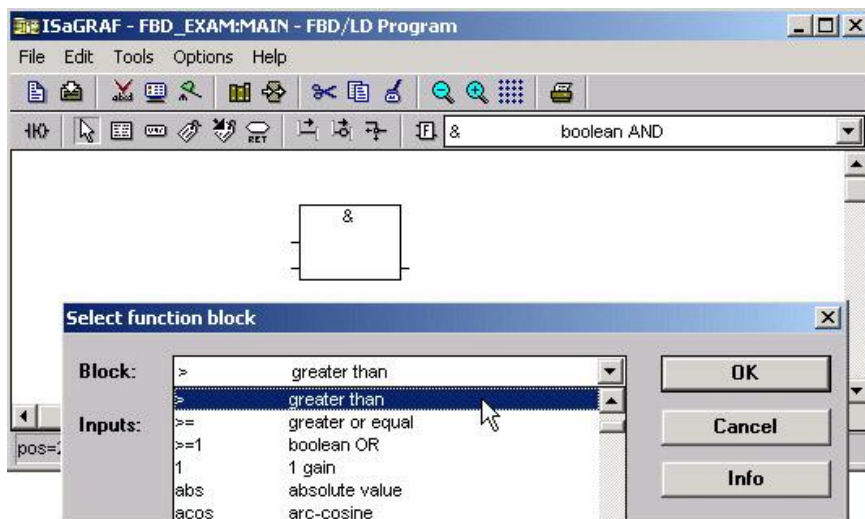 ISaGRAF - FBD_EXAM:MAIN - FBD/LD Program
File Edit Tools Options Help
& boolean AND
&
Select function block
Block: > greater than OK
> greater than
Inputs: >= greater or equal Cancel
>=1 boolean OR
1 1 gain Info
abs absolute value
acos arc-cosine